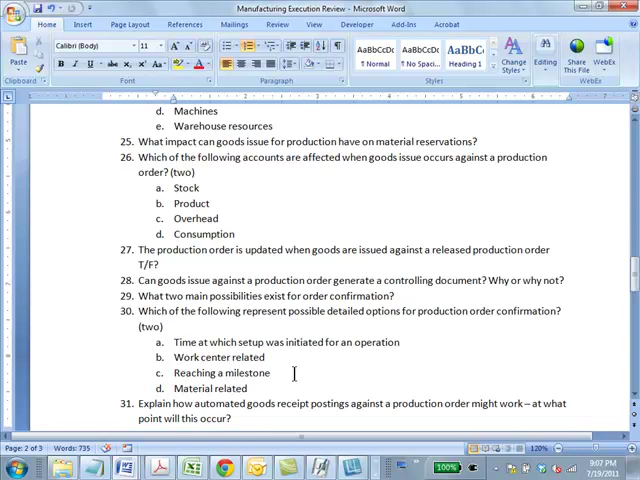 Manufacturing Execution Review - Microsoft Word
Home Insert Page Layout References Mailings Review View Developer Add-Ins Acrobat
Calibri (Body) 11
AaBbCcDc AaBbCcDc AaBbCc
Paste
B I U
¶ Normal ¶ No Spaci... Heading 1
Change Styles
Editing
Share This File
WebEx
Clipboard Font Paragraph Styles WebEx
d. Machines
e. Warehouse resources
25. What impact can goods issue for production have on material reservations?
26. Which of the following accounts are affected when goods issue occurs against a production
order? (two)
a. Stock
b. Product
c. Overhead
d. Consumption
27. The production order is updated when goods are issued against a released production order
T/F?
28. Can goods issue against a production order generate a controlling document? Why or why not?
29. What two main possibilities exist for order confirmation?
30. Which of the following represent possible detailed options for production order confirmation?
(two)
a. Time at which setup was initiated for an operation
b. Work center related
c. Reaching a milestone
d. Material related
31. Explain how automated goods receipt postings against a production order might work – at what
point will this occur?
Page: 2 of 3 Words: 735 120%
100%
9:07 PM
7/19/2011